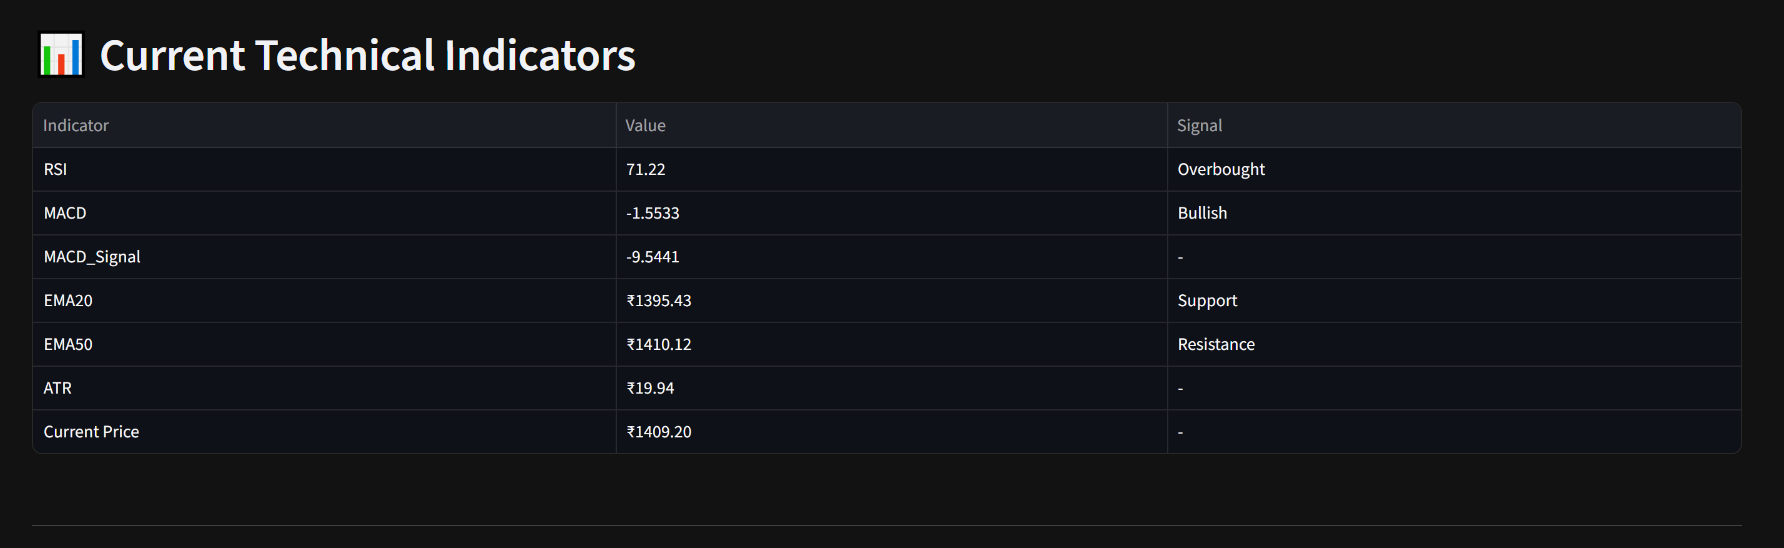 Current Technical Indicators
Indicator Value Signal
RSI 71.22 Overbought
MACD -1.5533 Bullish
MACD_Signal -9.5441 -
EMA20 ₹1395.43 Support
EMA50 ₹1410.12 Resistance
ATR ₹19.94 -
Current Price ₹1409.20 -